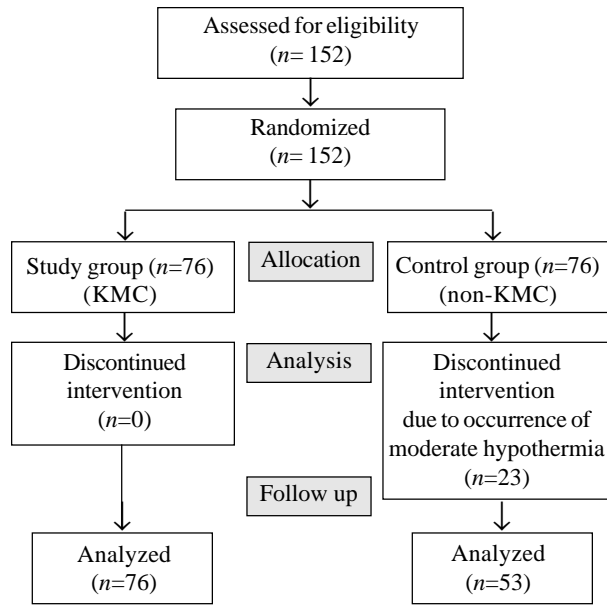 Assessed for eligibility
(n= 152)
Randomized
(n= 152)
Study group (n=76)
(KMC)
Allocation
Control group (n=76)
(non-KMC)
Discontinued
intervention
(n=0)
Analysis
Discontinued
intervention
due to occurrence of
moderate hypothermia
(n=23)
Follow up
Analyzed
(n=76)
Analyzed
(n=53)